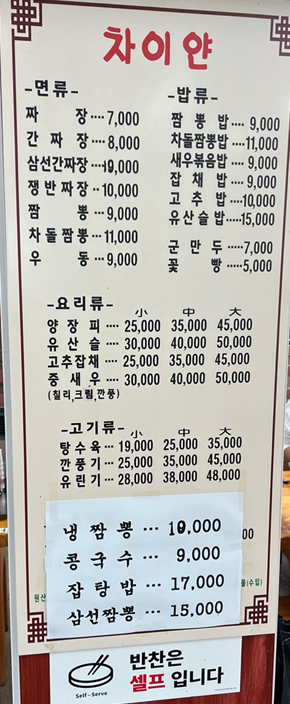 차이얀
-면류-
짜 장 ···· 7,000
간 짜 장 ···· 8,000
삼선간짜장 ··· 10,000
쟁반짜장 ·· 10,000
짬 뽕 ··· 9,000
차돌짬뽕 ·· 11,000
우 동 ··· 9,000
-밥류-
짬 뽕 밥 ···· 9,000
차돌짬뽕밥 ··· 11,000
새우볶음밥 ···· 9,000
잡 채 밥 ···· 9,000
고 추 밥 ··· 10,000
유산슬밥 ···· 15,000
군 만 두 ···· 7,000
꽃 빵 ···· 5,000
-요리류-
小 中 大
양 장 피 ··· 25,000 35,000 45,000
유 산 슬 ··· 30,000 40,000 50,000
고추잡채 ··· 25,000 35,000 45,000
중 새 우 ··· 30,000 40,000 50,000
(칠리,크림,깐풍)
-고기류-
小 中 大
탕수육 ··· 19,000 25,000 35,000
깐풍기 ··· 25,000 35,000 45,000
유린기 ··· 28,000 38,000 48,000
냉 짬 뽕 ··· 10,000
콩 국 수 ··· 9,000
잡 탕 밥 ··· 17,000
삼선짬뽕 ··· 15,000
원산
(수입)
Self - Serve
반찬은
셀프 입니다